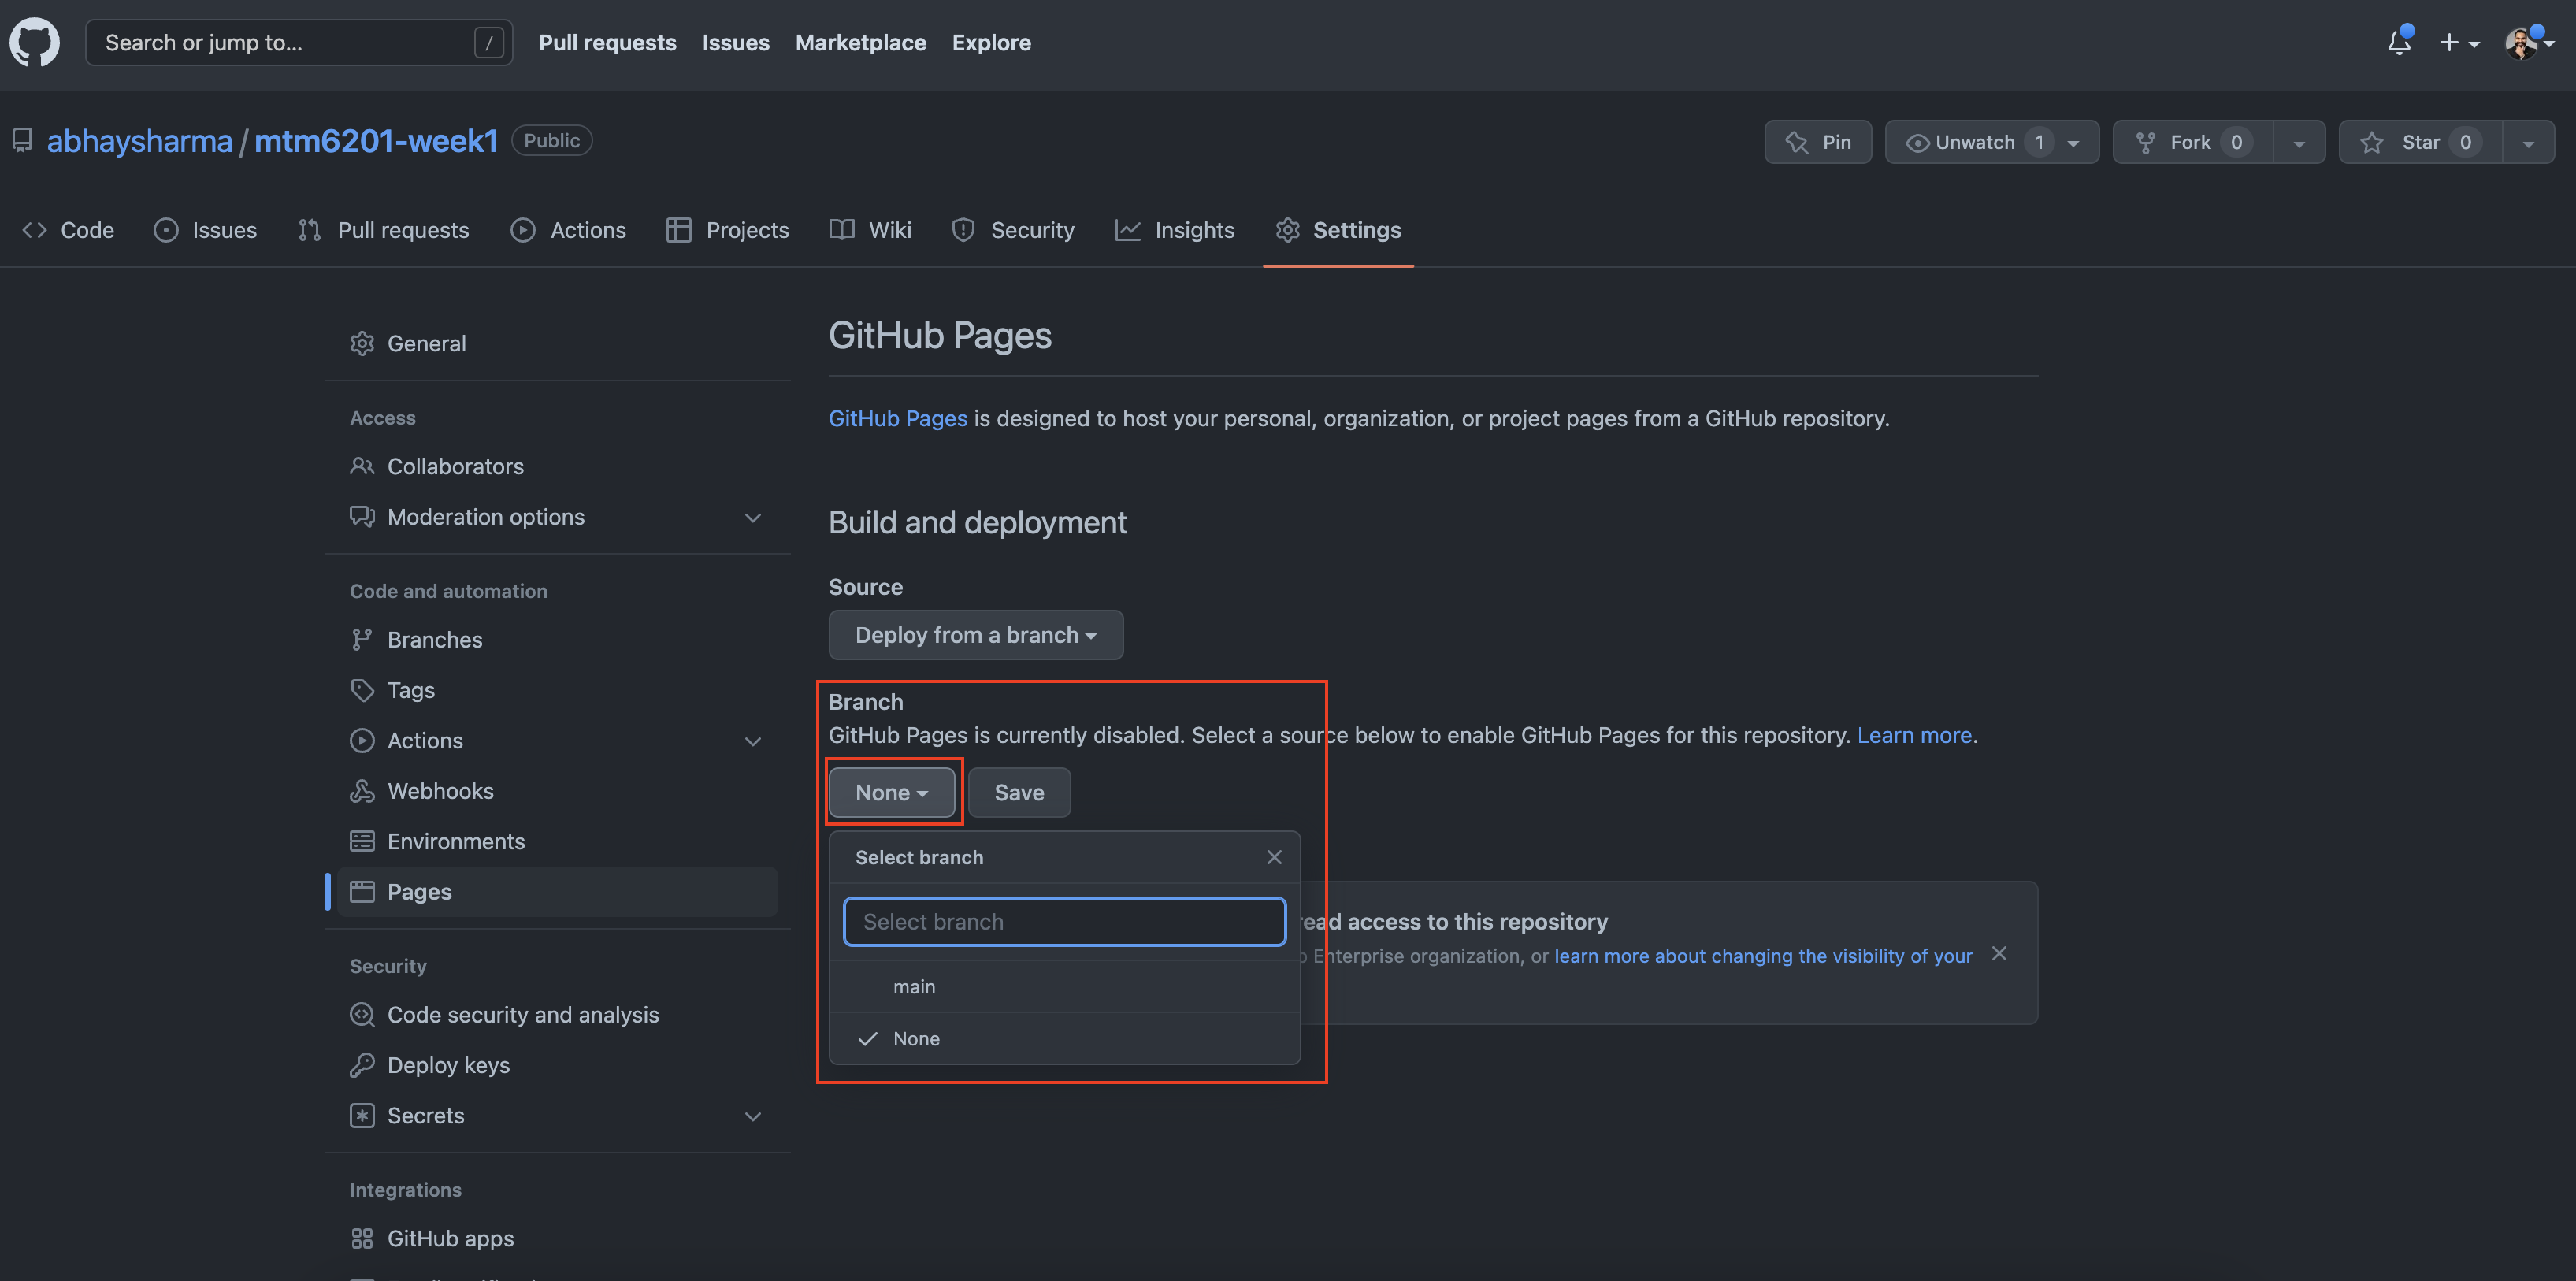 Search or jump to... /
Pull requests Issues Marketplace Explore
abhaysharma / mtm6201-week1 Public
Pin
Unwatch 1
Fork 0
Star 0
Code Issues Pull requests Actions Projects Wiki Security Insights Settings
General
Access
Collaborators
Moderation options
Code and automation
Branches
Tags
Actions
Webhooks
Environments
Pages
Security
Code security and analysis
Deploy keys
Secrets
Integrations
GitHub apps
GitHub Pages
GitHub Pages is designed to host your personal, organization, or project pages from a GitHub repository.
Build and deployment
Source
Deploy from a branch
Branch
GitHub Pages is currently disabled. Select a source below to enable GitHub Pages for this repository. Learn more.
None Save
Select branch
Select branch
main
None
read access to this repository
Enterprise organization, or learn more about changing the visibility of your